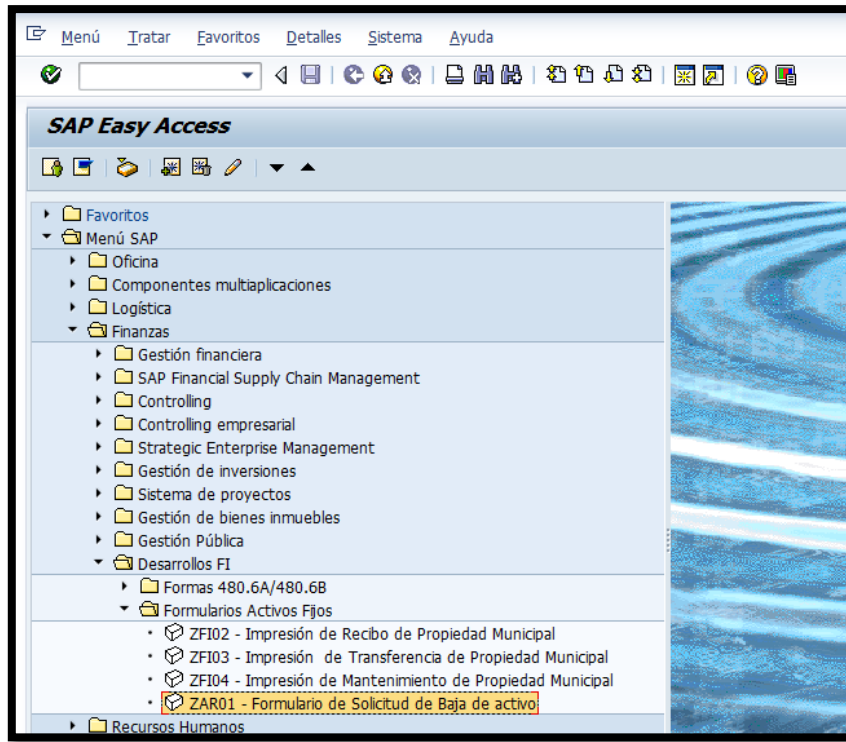 Menú Tratar Favoritos Detalles Sistema Ayuda
SAP Easy Access
Favoritos
Menú SAP
Oficina
Componentes multiaplicaciones
Logística
Finanzas
Gestión financiera
SAP Financial Supply Chain Management
Controlling
Controlling empresarial
Strategic Enterprise Management
Gestión de inversiones
Sistema de proyectos
Gestión de bienes inmuebles
Gestión Pública
Desarrollos FI
Formas 480.6A/480.6B
Formularios Activos Fijos
ZFI02 - Impresión de Recibo de Propiedad Municipal
ZFI03 - Impresión de Transferencia de Propiedad Municipal
ZFI04 - Impresión de Mantenimiento de Propiedad Municipal
ZAR01 - Formulario de Solicitud de Baja de activo
Recursos Humanos